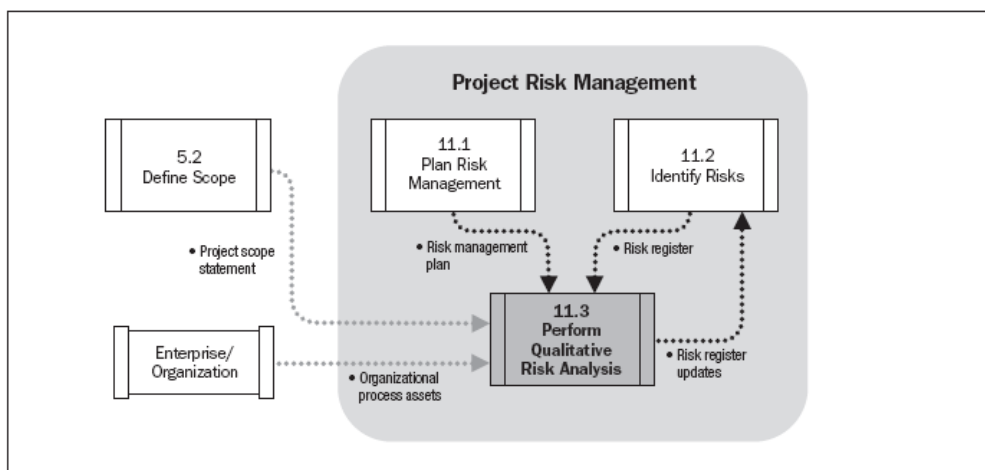 Project Risk Management
5.2
Define Scope
11.1
Plan Risk
Management
11.2
Identify Risks
• Project scope
statement
• Risk management
plan
• Risk register
11.3
Perform
Qualitative
Risk Analysis
Enterprise/
Organization
• Organizational
process assets
• Risk register
updates